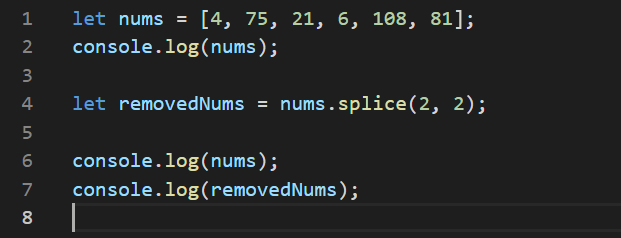 1 let nums = [4, 75, 21, 6, 108, 81];
2 console.log(nums);
3
4 let removedNums = nums.splice(2, 2);
5
6 console.log(nums);
7 console.log(removedNums);
8